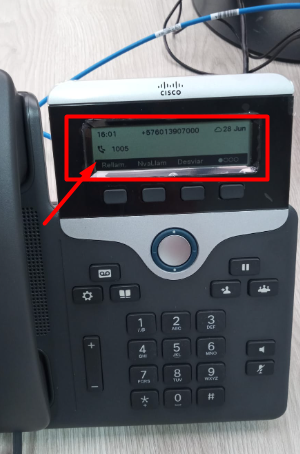 CISCO
16:01 +576013907000 28 Jun
1005
Rellam NvaLlam Desviar
1
2 ABC
3 DEF
4 GHI
5 JKL
6 MNO
7 PQRS
8 TUV
9 WXYZ
*
0
#
+
-